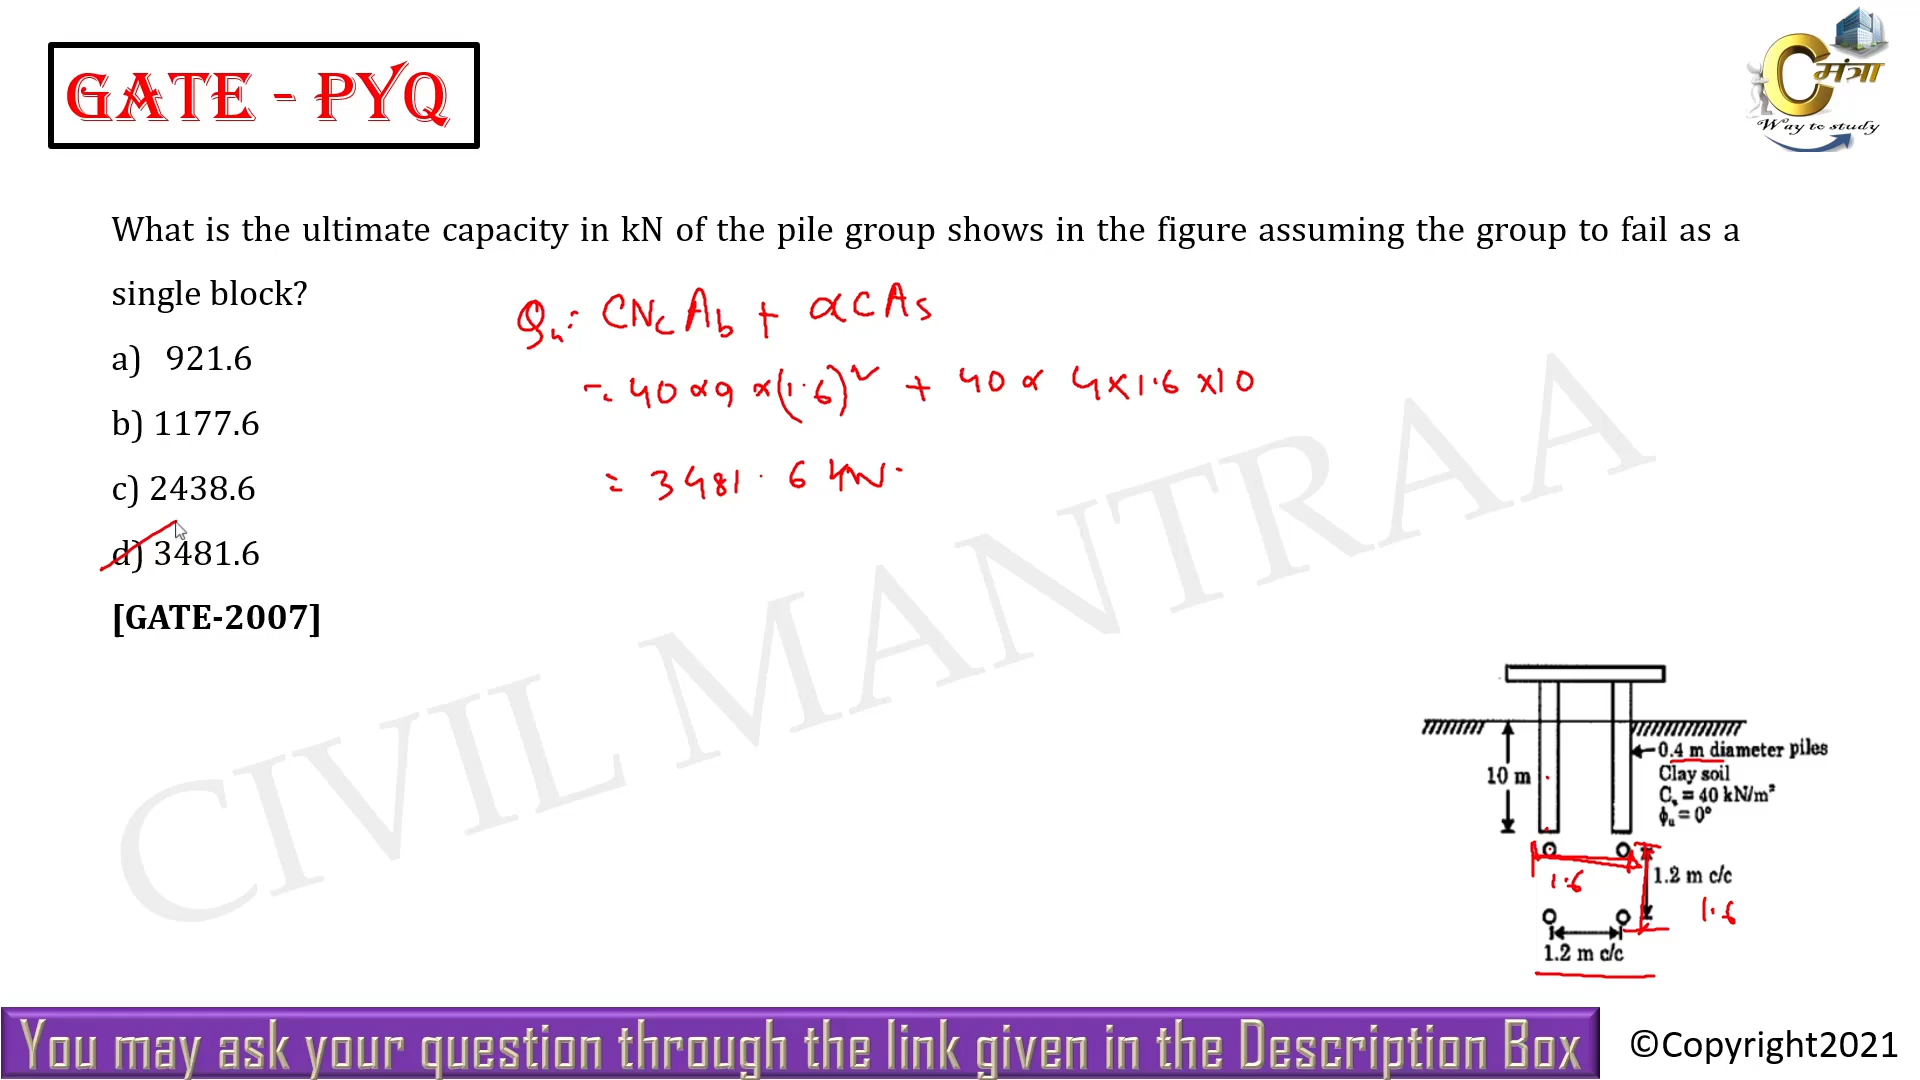 GATE - PYQ
C मंत्रा
Way to study
What is the ultimate capacity in kN of the pile group shows in the figure assuming the group to fail as a
single block?
Qu = CNcAb + αCAs
a) 921.6
= 40 × 9 × (1.6)² + 40 × 4 × 1.6 × 10
b) 1177.6
= 3481.6 kN.
c) 2438.6
d) 3481.6
[GATE-2007]
CIVIL MANTRAA
0.4 m diameter piles
10 m
Clay soil
Cu = 40 kN/m²
ϕu = 0°
1.6
1.2 m c/c
1.6
1.2 m c/c
You may ask your question through the link given in the Description Box
©Copyright2021